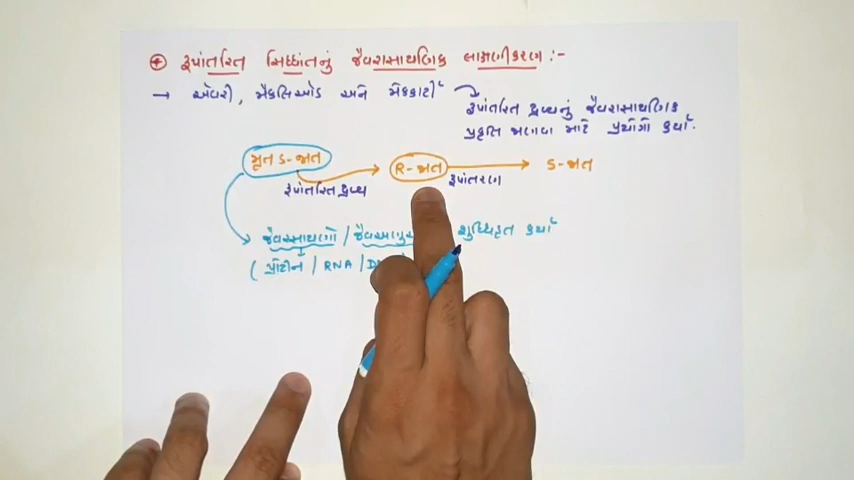 રૂપાંતરિત સિદ્ધાંતનું જૈવરાસાયણિક લાક્ષણીકરણ :-
→ એવરી, મૈકલિઓડ અને મેકકાર્ટી → રૂપાંતરિત દ્રવ્યનું જૈવરાસાયણિક
પ્રકૃતિ જાણવા માટે પ્રયોગો કર્યાં.
મૃત S-જાત → R-જાત → S-જાત
રૂપાંતરિત દ્રવ્ય રૂપાંતરણ
જૈવરસાયણો / શુદ્ધિકૃત કર્યાં
( પ્રોટીન / RNA /